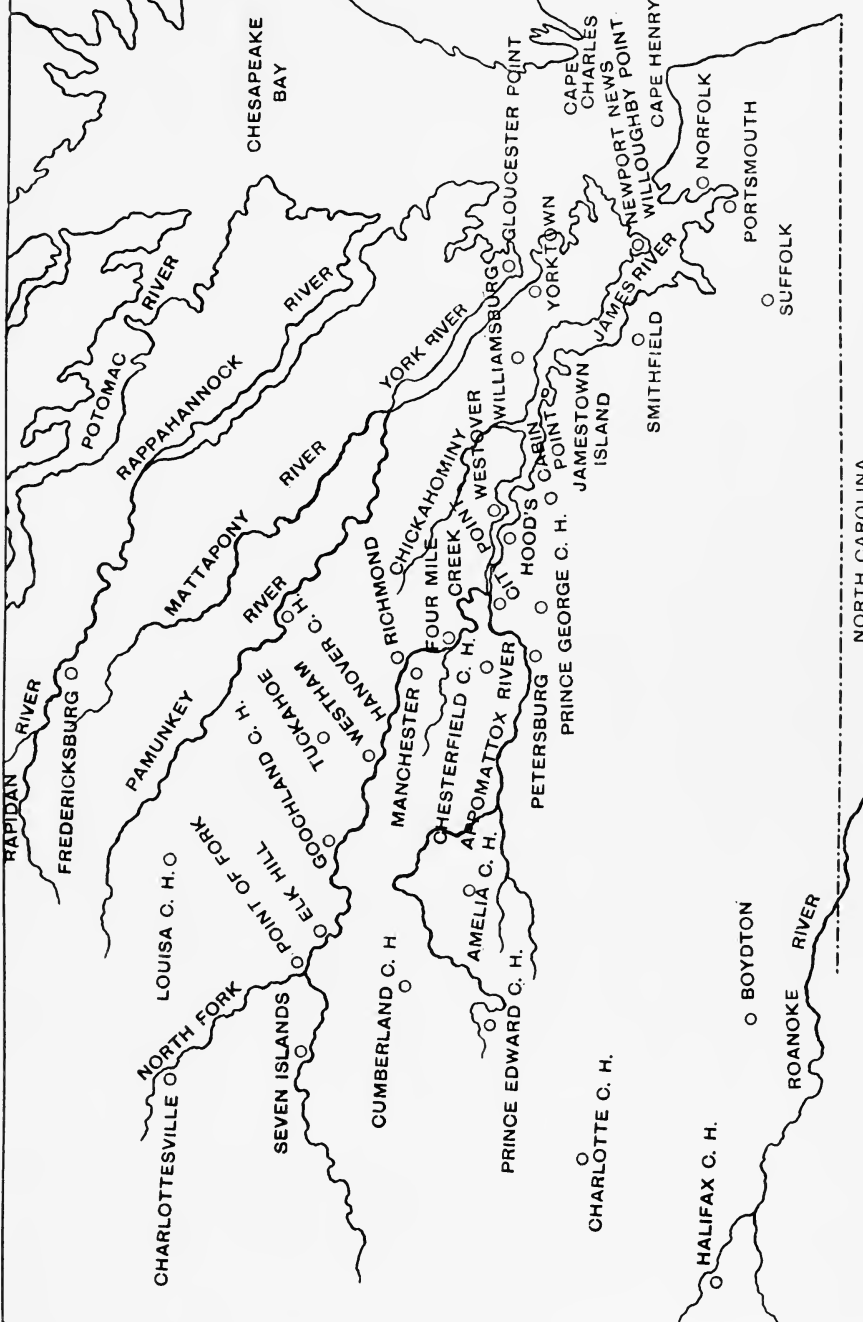 CHESAPEAKE
BAY
CAPE
CHARLES
CAPE HENRY
NEWPORT NEWS
WILLOUGHBY POINT
GLOUCESTER POINT
NORFOLK
PORTSMOUTH
SUFFOLK
YORKTOWN
JAMES RIVER
SMITHFIELD
WILLIAMSBURG
JAMESTOWN
ISLAND
YORK RIVER
POTOMAC
RIVER
RAPPAHANNOCK
RIVER
MATTAPONY
RIVER
PAMUNKEY
RIVER
CHICKAHOMINY
WESTOVER
CABIN
POINT
HOOD'S
CIT POINT
FOUR MILE
CREEK
RICHMOND
HANOVER C. H.
WESTHAM
TUCKAHOE
MANCHESTER
CHESTERFIELD C. H.
APPOMATTOX RIVER
PETERSBURG
PRINCE GEORGE C. H.
RAPIDAN
RIVER
FREDERICKSBURG
GOOCHLAND C. H.
ELK HILL
POINT OF FORK
LOUISA C. H.
AMELIA C. H.
CUMBERLAND C. H
PRINCE EDWARD C. H.
NORTH FORK
SEVEN ISLANDS
CHARLOTTESVILLE
CHARLOTTE C. H.
HALIFAX C. H.
BOYDTON
ROANOKE
RIVER
NORTH CAROLINA